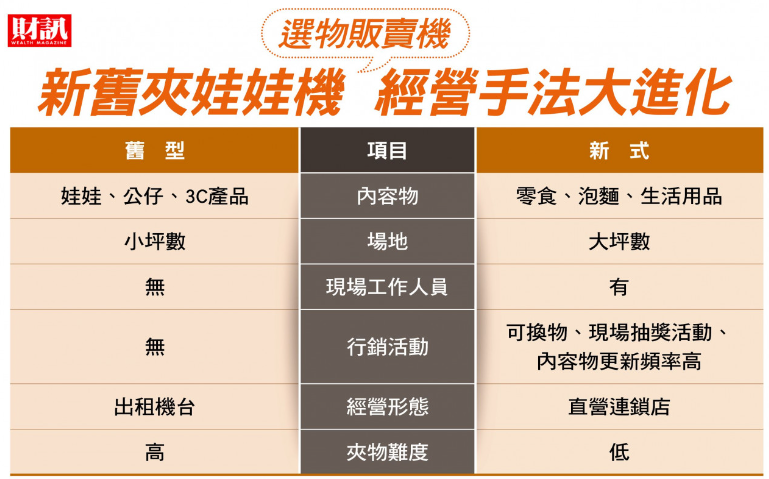 財訊
WEALTH MAGAZINE
選物販賣機
新舊夾娃娃機 經營手法大進化
舊 型 項目 新 式
娃娃、公仔、3C產品 內容物 零食、泡麵、生活用品
小坪數 場地 大坪數
無 現場工作人員 有
無 行銷活動 可換物、現場抽獎活動、
內容物更新頻率高
出租機台 經營形態 直營連鎖店
高 夾物難度 低